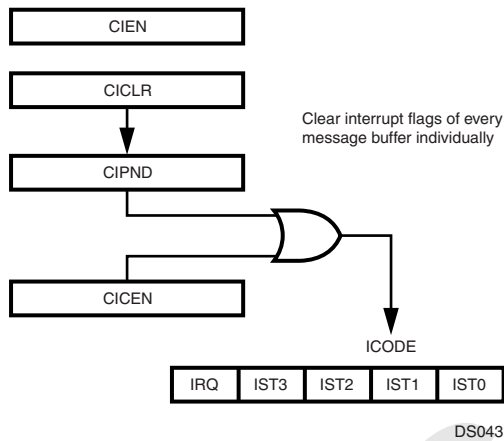 CIEN
CICLR
Clear interrupt flags of every
message buffer individually
CIPND
CICEN
ICODE
IRQ IST3 IST2 IST1 IST0
DS043